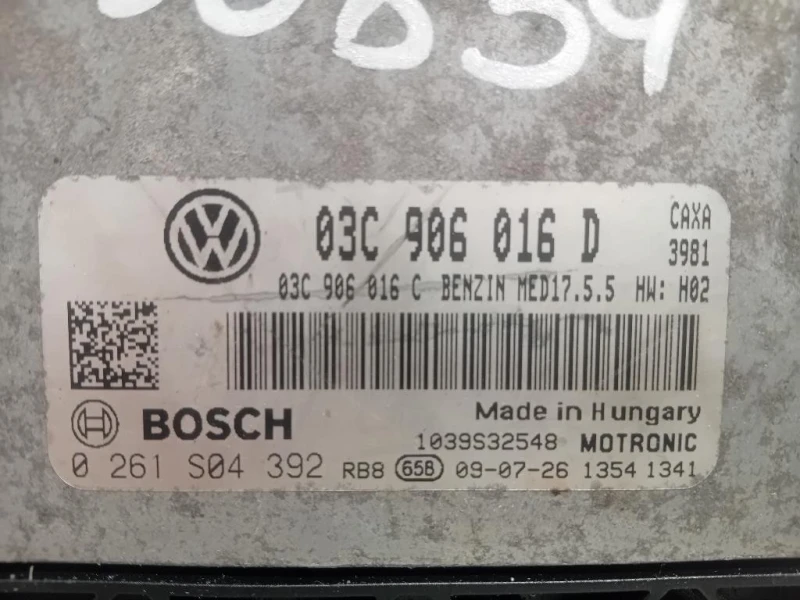 03C 906 016 D CAXA
3981
03C 906 016 C BENZIN MED17.5.5 HW: H02
BOSCH Made in Hungary
1039S32548 MOTRONIC
0 261 S04 392 RB8 658 09-07-26 1354 1341